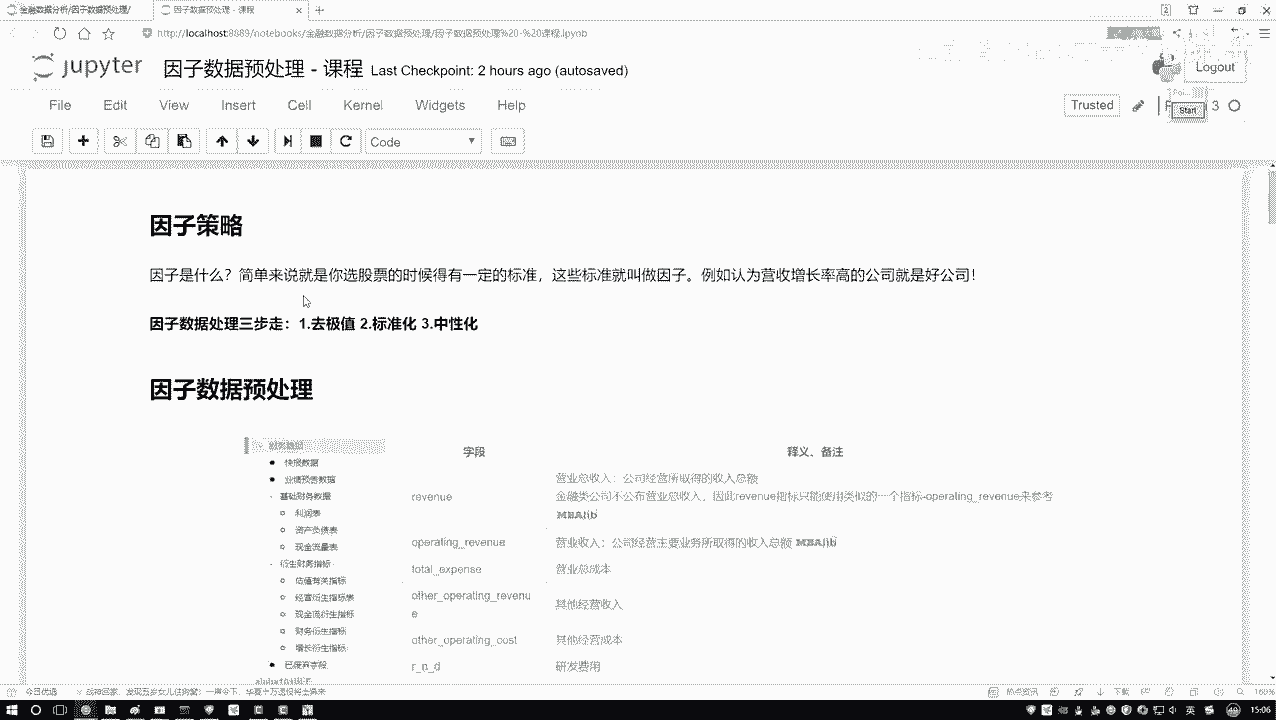 金融数据分析/因子数据预处理/
因子数据预处理 - 课程
http://localhost:8889/notebooks/金融数据分析/因子数据预处理/因子数据预处理%20-%20课程.ipynb
jupyter 因子数据预处理 - 课程 Last Checkpoint: 2 hours ago (autosaved)
Logout
File Edit View Insert Cell Kernel Widgets Help
Trusted
3
Start
Code
因子策略
因子是什么？简单来说就是你选股票的时候得有一定的标准，这些标准就叫做因子。例如认为营收增长率高的公司就是好公司！
因子数据处理三步走：1.去极值 2.标准化 3.中性化
因子数据预处理
财务数据
快报数据
业绩预告数据
基础财务数据
利润表
资产负债表
现金流量表
衍生财务指标
估值有关指标
经营衍生指标表
现金流衍生指标
财务衍生指标
增长衍生指标
已废弃字段
字段 释义、备注
营业总收入：公司经营所取得的收入总额
revenue 金融类公司不公布营业总收入，因此revenue指标只能使用类似的一个指标-operating_revenue来参考
operating_revenue 营业收入：公司经营主要业务所取得的收入总额
total_expense 营业总成本
other_operating_revenu
e 其他经营收入
other_operating_cost 其他经营成本
r_n_d 研发费用
今日优选
热点资讯
下载
160%
英
15:06